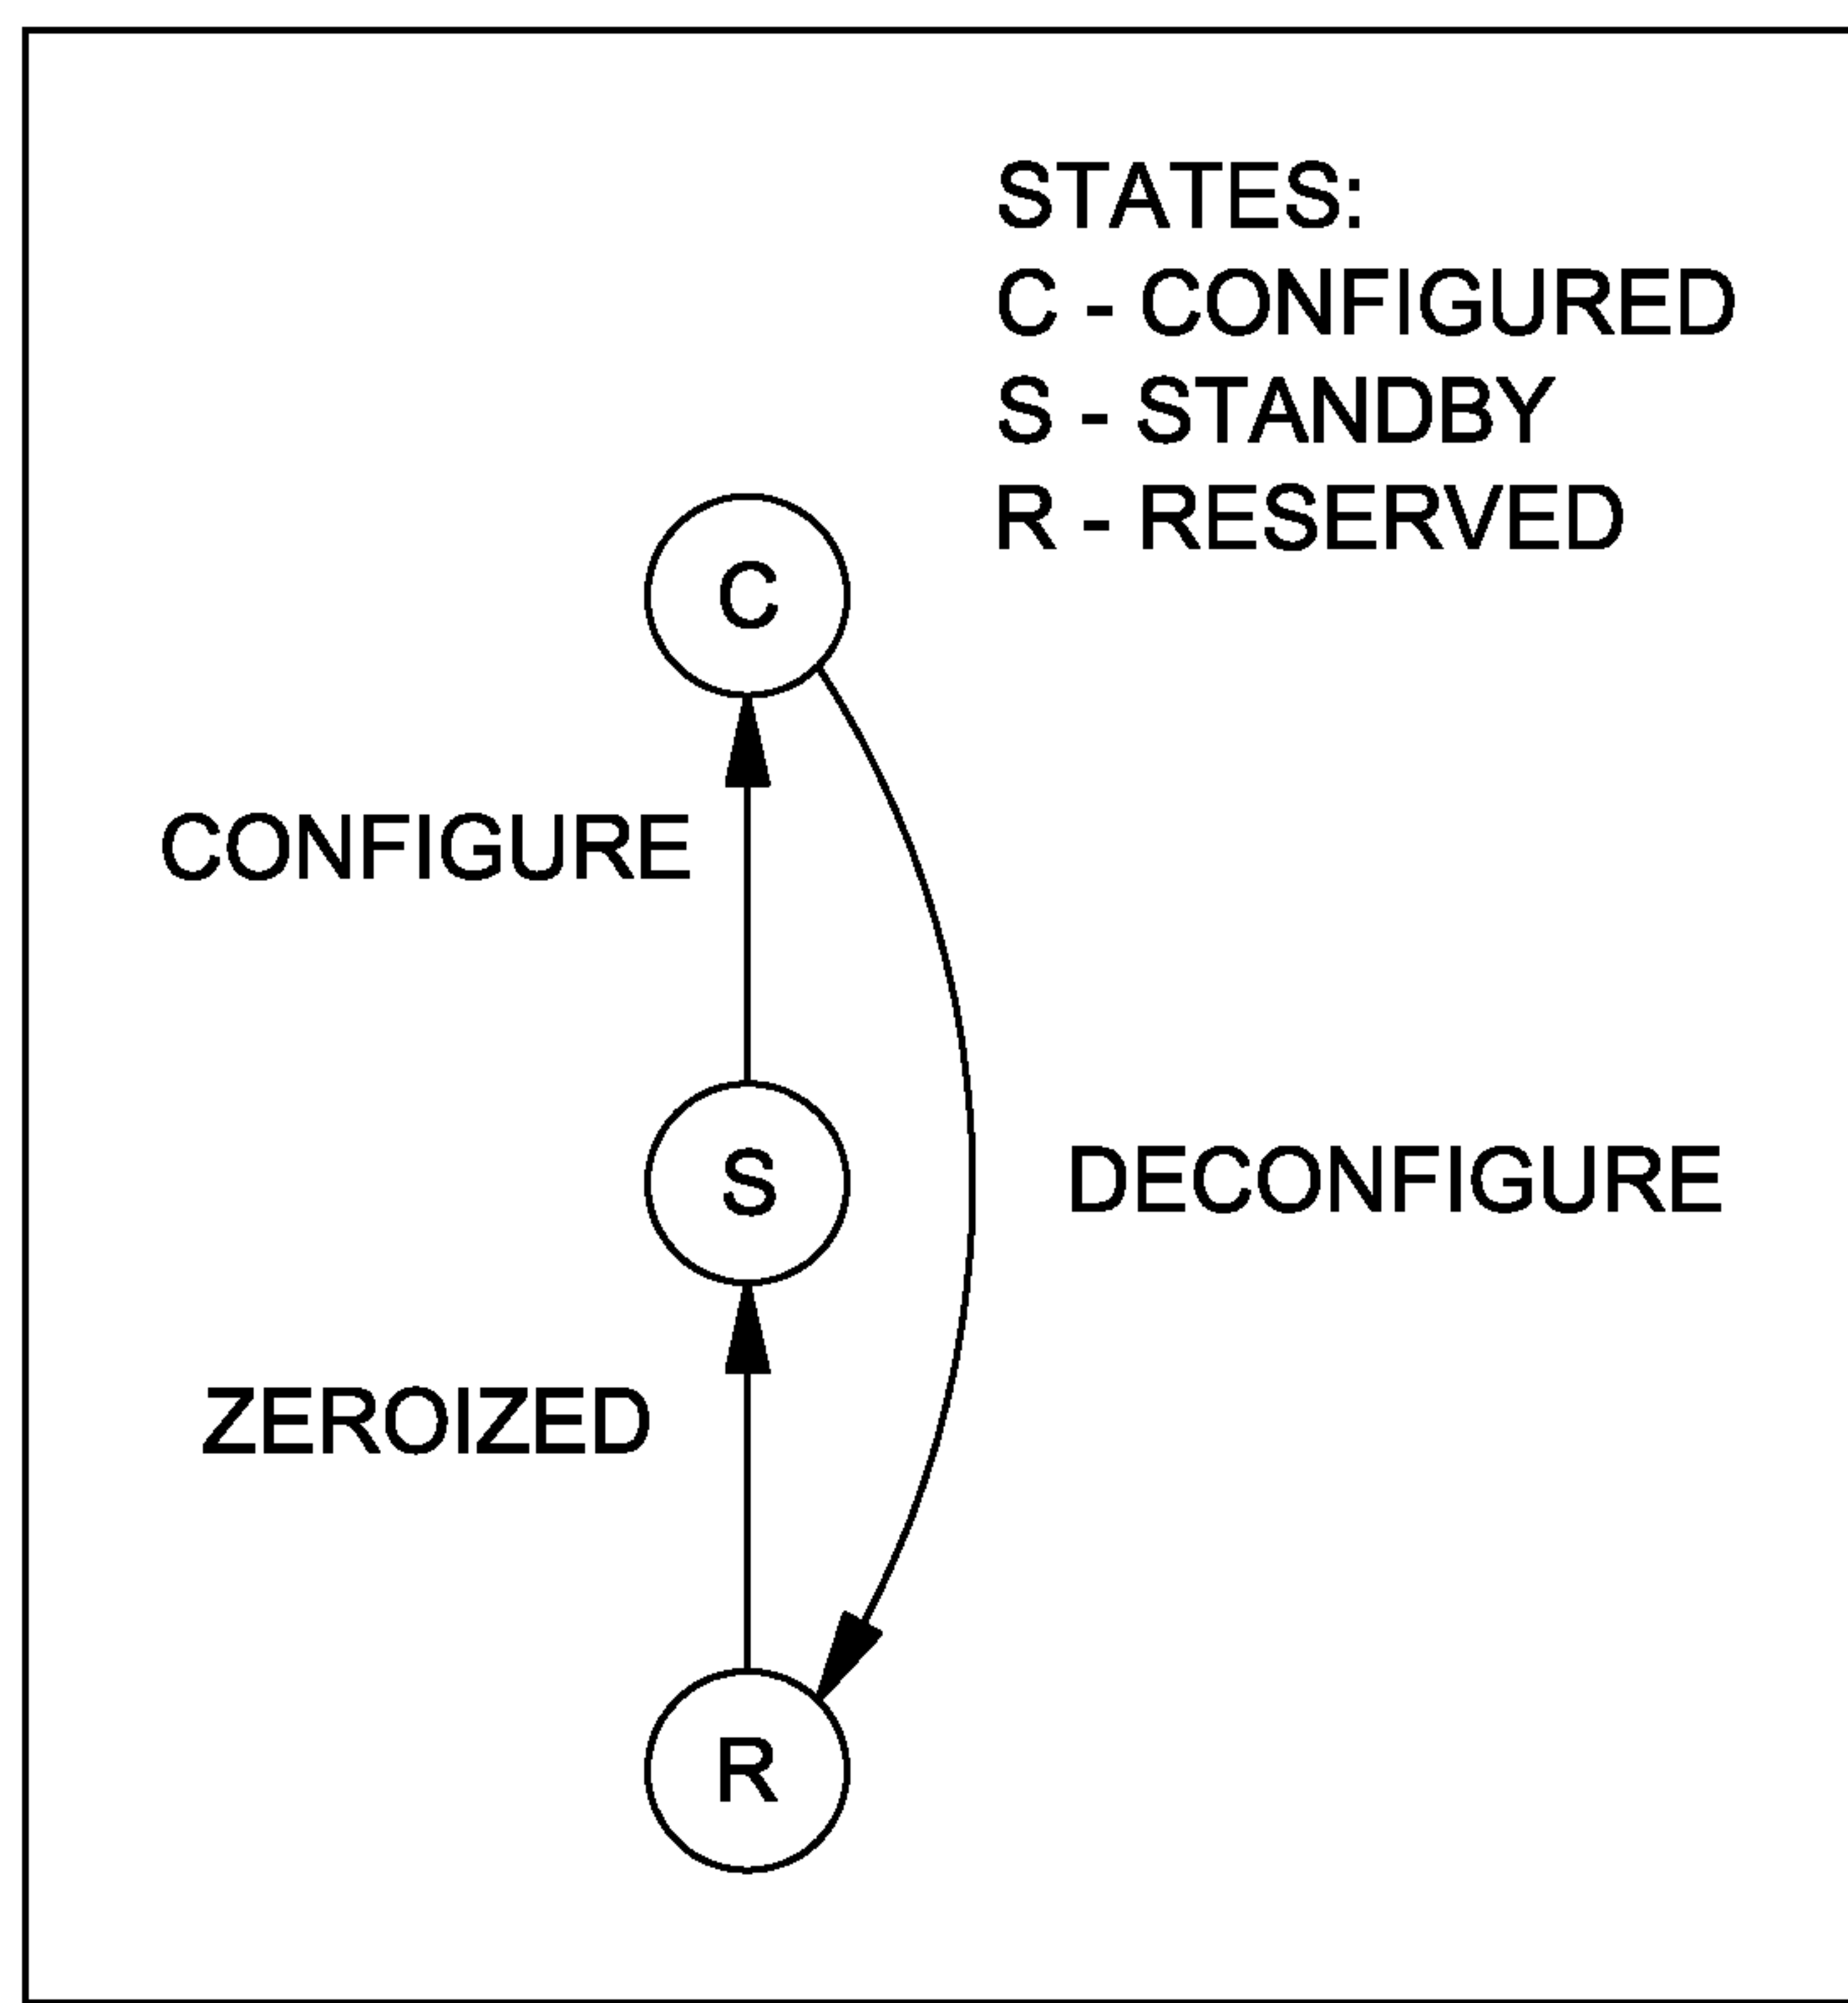 STATES:
C - CONFIGURED
S - STANDBY
R - RESERVED
C
CONFIGURE
S
DECONFIGURE
ZEROIZED
R